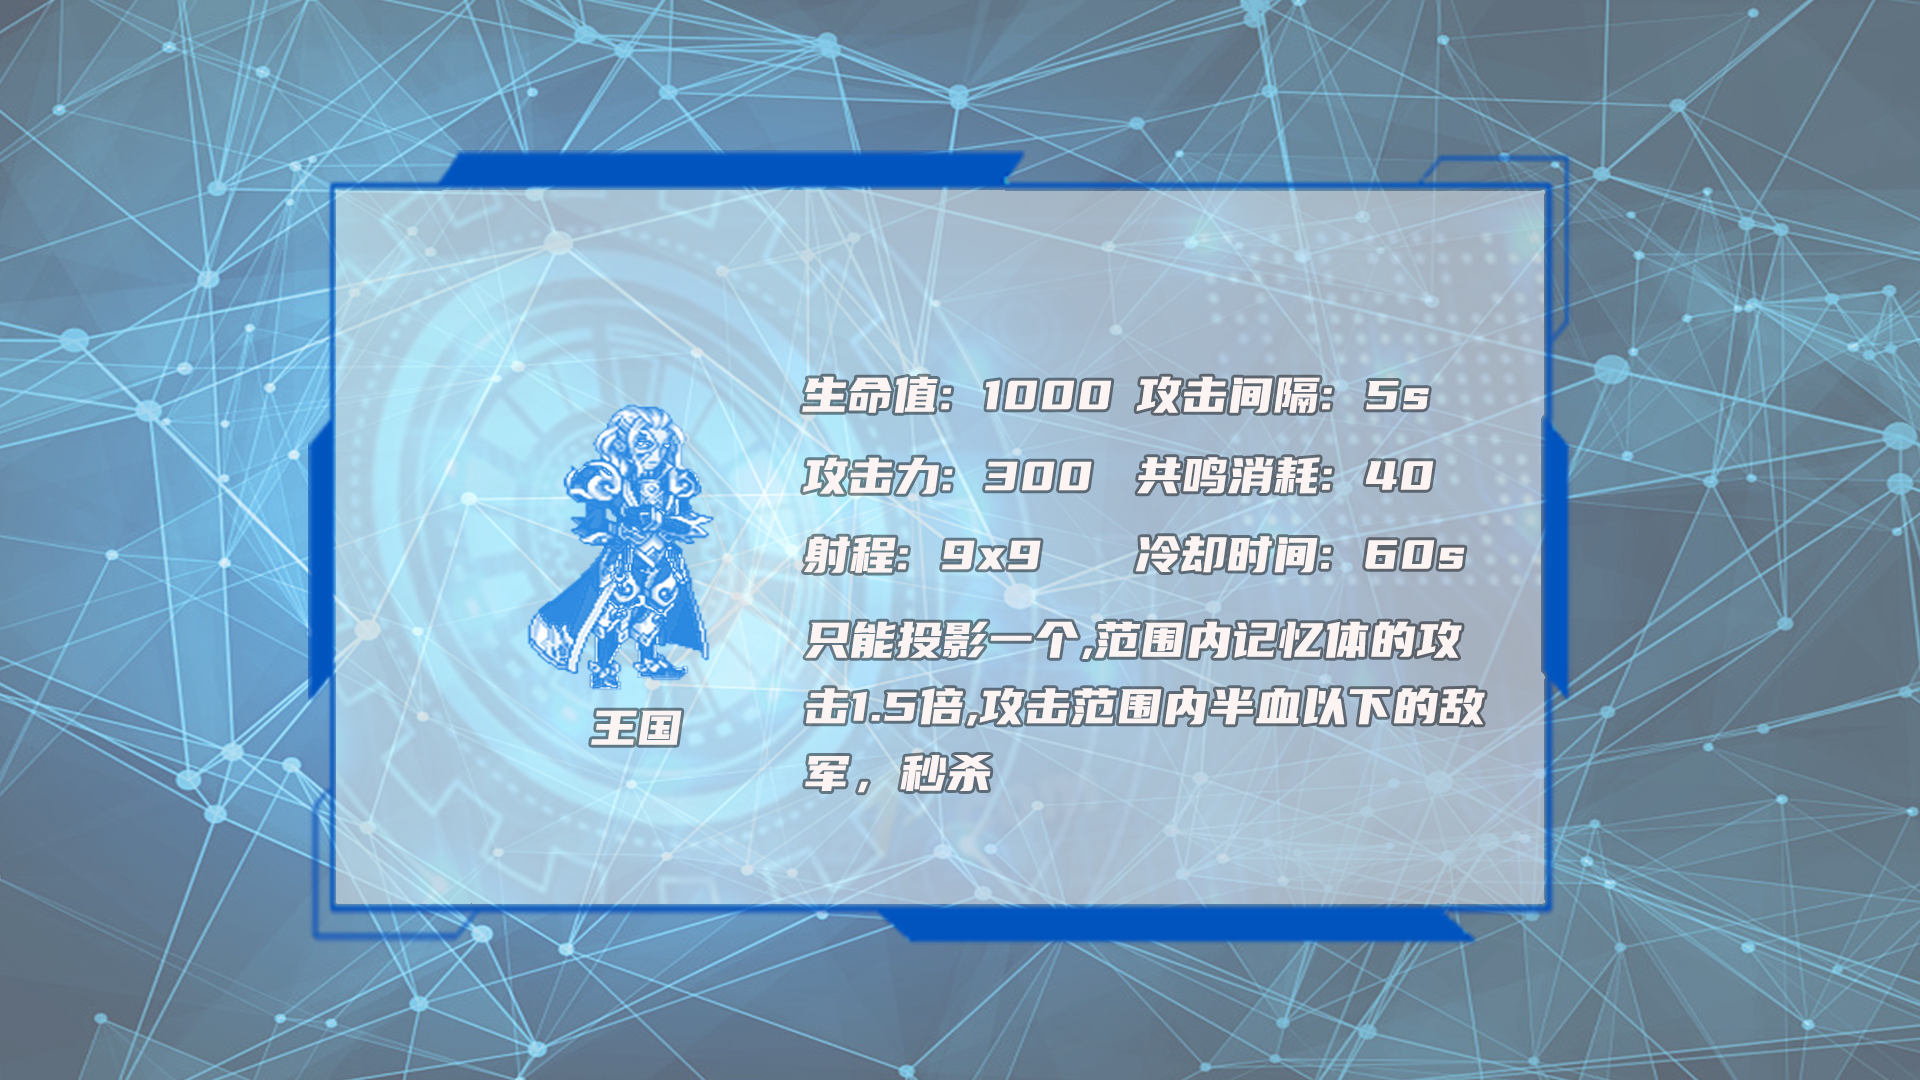 生命值: 1000 攻击间隔: 5s
攻击力: 300 共鸣消耗: 40
射程: 9x9 冷却时间: 60s
只能投影一个,范围内记忆体的攻
击1.5倍,攻击范围内半血以下的敌
军，秒杀
王国